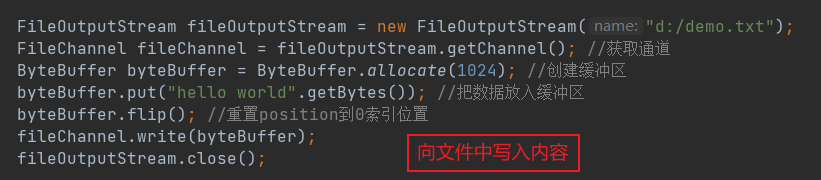 FileOutputStream fileOutputStream = new FileOutputStream( name: "d:/demo.txt");
FileChannel fileChannel = fileOutputStream.getChannel(); //获取通道
ByteBuffer byteBuffer = ByteBuffer.allocate(1024); //创建缓冲区
byteBuffer.put("hello world".getBytes()); //把数据放入缓冲区
byteBuffer.flip(); //重置position到0索引位置
fileChannel.write(byteBuffer);
fileOutputStream.close();
向文件中写入内容